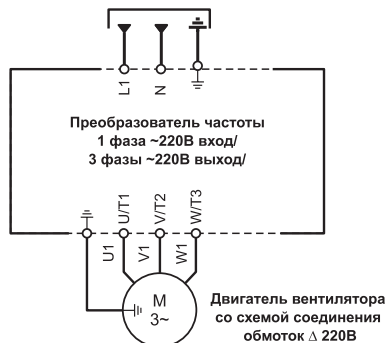 L1
N
Преобразователь частоты
1 фаза ~220В вход/
3 фазы ~220В выход/
U/T1
V/T2
W/T3
U1
V1
W1
M
3~
Двигатель вентилятора
со схемой соединения
обмоток Δ 220В